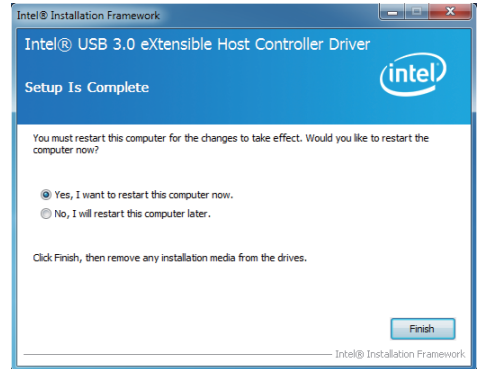 Intel® Installation Framework
Intel® USB 3.0 eXtensible Host Controller Driver
Setup Is Complete
intel
You must restart this computer for the changes to take effect. Would you like to restart the
computer now?
Yes, I want to restart this computer now.
No, I will restart this computer later.
Click Finish, then remove any installation media from the drives.
Finish
Intel® Installation Framework